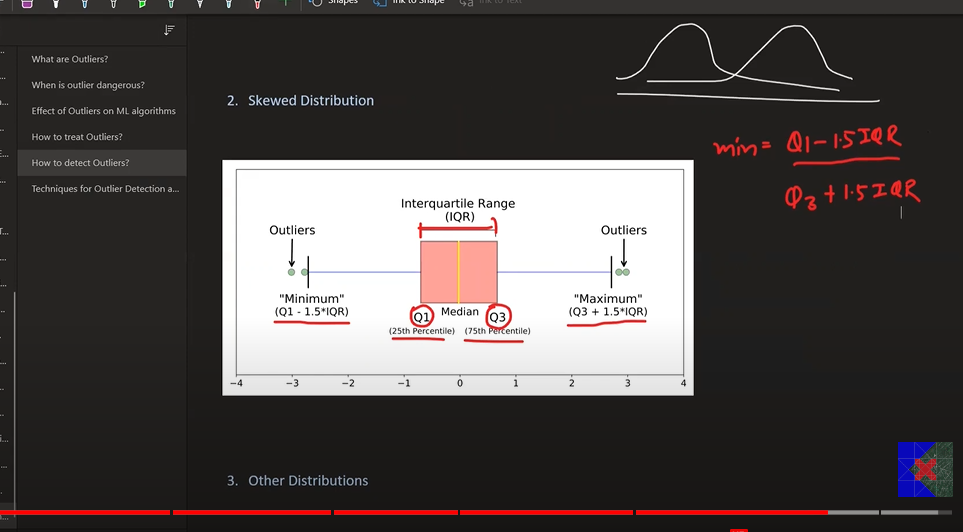 Shapes
Ink to Shape
Ink to Text
What are Outliers?
When is outlier dangerous?
Effect of Outliers on ML algorithms
How to treat Outliers?
How to detect Outliers?
Techniques for Outlier Detection a...
2. Skewed Distribution
min = Q1 - 1.5 IQR
Q3 + 1.5 IQR
Interquartile Range
(IQR)
Outliers
Outliers
"Minimum"
(Q1 - 1.5*IQR)
Q1
(25th Percentile)
Median
Q3
(75th Percentile)
"Maximum"
(Q3 + 1.5*IQR)
−4 −3 −2 −1 0 1 2 3 4
3. Other Distributions